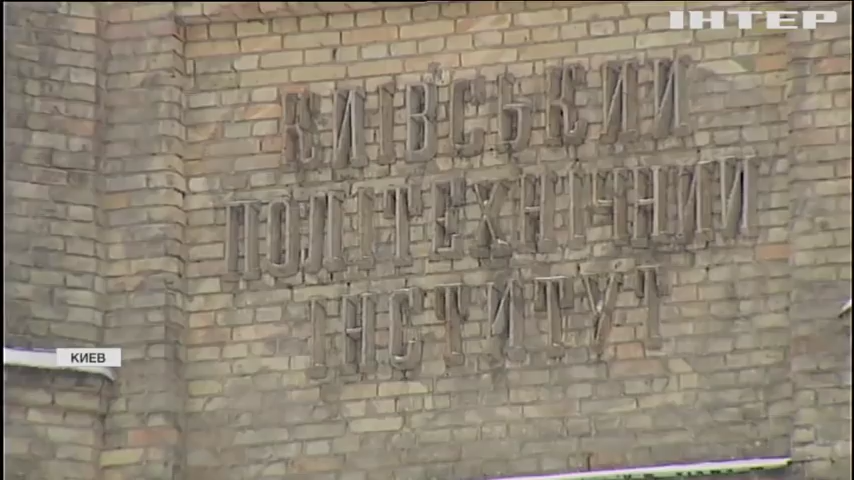 ІНТЕР
КИЇВСЬКИЙ
ПОЛІТЕХНІЧНИЙ
ІНСТИТУТ
КИЕВ